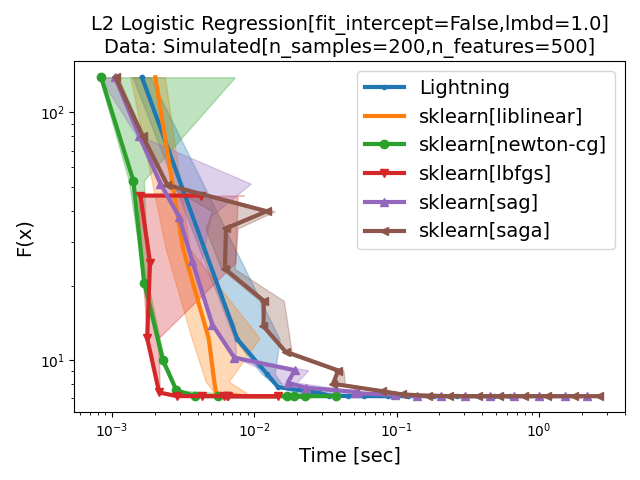 L2 Logistic Regression[fit_intercept=False,lmbd=1.0]
Data: Simulated[n_samples=200,n_features=500]
F(x)
10²
10¹
Lightning
sklearn[liblinear]
sklearn[newton-cg]
sklearn[lbfgs]
sklearn[sag]
sklearn[saga]
10⁻³ 10⁻² 10⁻¹ 10⁰
Time [sec]